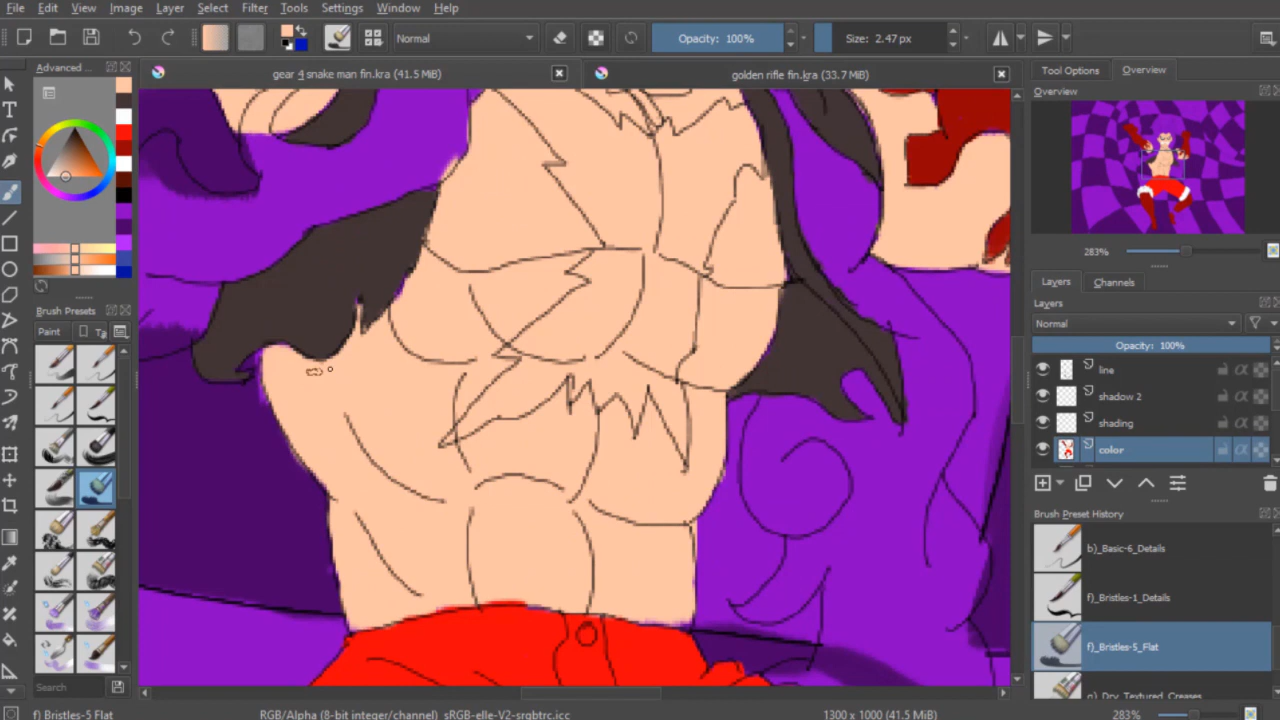 File Edit View Image Layer Select Filter Tools Settings Window Help
Normal Opacity: 100% Size: 2.47 px
Advanced ...
gear 4 snake man fin.kra (41.5 MiB)
golden rifle fin.kra (33.7 MiB)
Tool Options Overview
Overview
283%
Layers Channels
Layers
Normal
Opacity: 100%
line
shadow 2
shading
color
Brush Presets
Paint
Search
Brush Preset History
b)_Basic-6_Details
f)_Bristles-1_Details
f)_Bristles-5_Flat
g)_Dry_Textured_Creases
f) Bristles-5 Flat RGB/Alpha (8-bit integer/channel) sRGB-elle-V2-srgbtrc.icc 1300 x 1000 (41.5 MiB) 283%